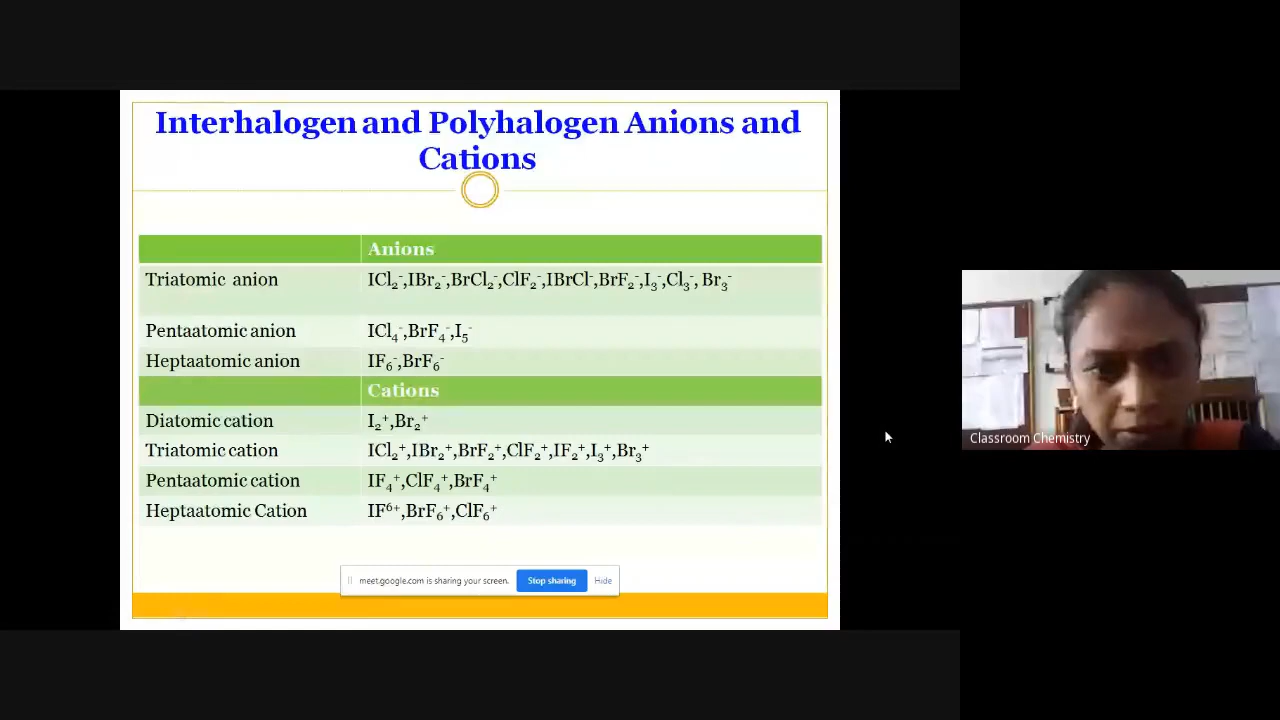 Interhalogen and Polyhalogen Anions and
Cations
Anions
Triatomic anion ICl₂⁻,IBr₂⁻,BrCl₂⁻,ClF₂⁻,IBrCl⁻,BrF₂⁻,I₃⁻,Cl₃⁻, Br₃⁻
Pentaatomic anion ICl₄⁻,BrF₄⁻,I₅⁻
Heptaatomic anion IF₆⁻,BrF₆⁻
Cations
Diatomic cation I₂⁺,Br₂⁺
Triatomic cation ICl₂⁺,IBr₂⁺,BrF₂⁺,ClF₂⁺,IF₂⁺,I₃⁺,Br₃⁺
Pentaatomic cation IF₄⁺,ClF₄⁺,BrF₄⁺
Heptaatomic Cation IF⁶⁺,BrF₆⁺,ClF₆⁺
meet.google.com is sharing your screen. Stop sharing Hide
Classroom Chemistry